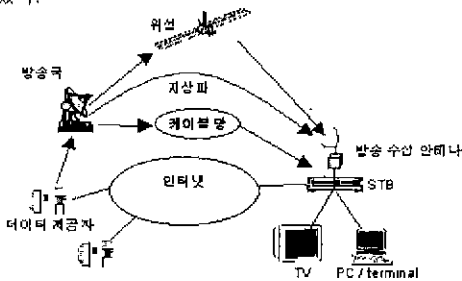 위성
방송국
지상파
케이블 망
방송 수신 안테나
인터넷
STB
데이터 제공자
TV
PC / terminal